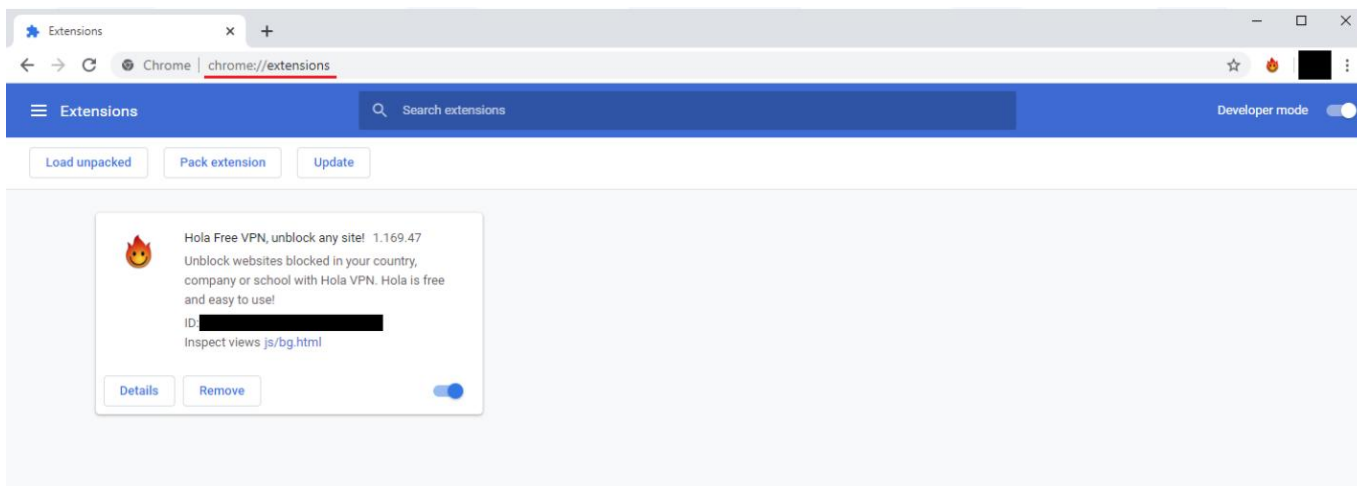 Extensions
Chrome | chrome://extensions
Extensions
Search extensions
Developer mode
Load unpacked
Pack extension
Update
Hola Free VPN, unblock any site! 1.169.47
Unblock websites blocked in your country,
company or school with Hola VPN. Hola is free
and easy to use!
ID:
Inspect views js/bg.html
Details
Remove